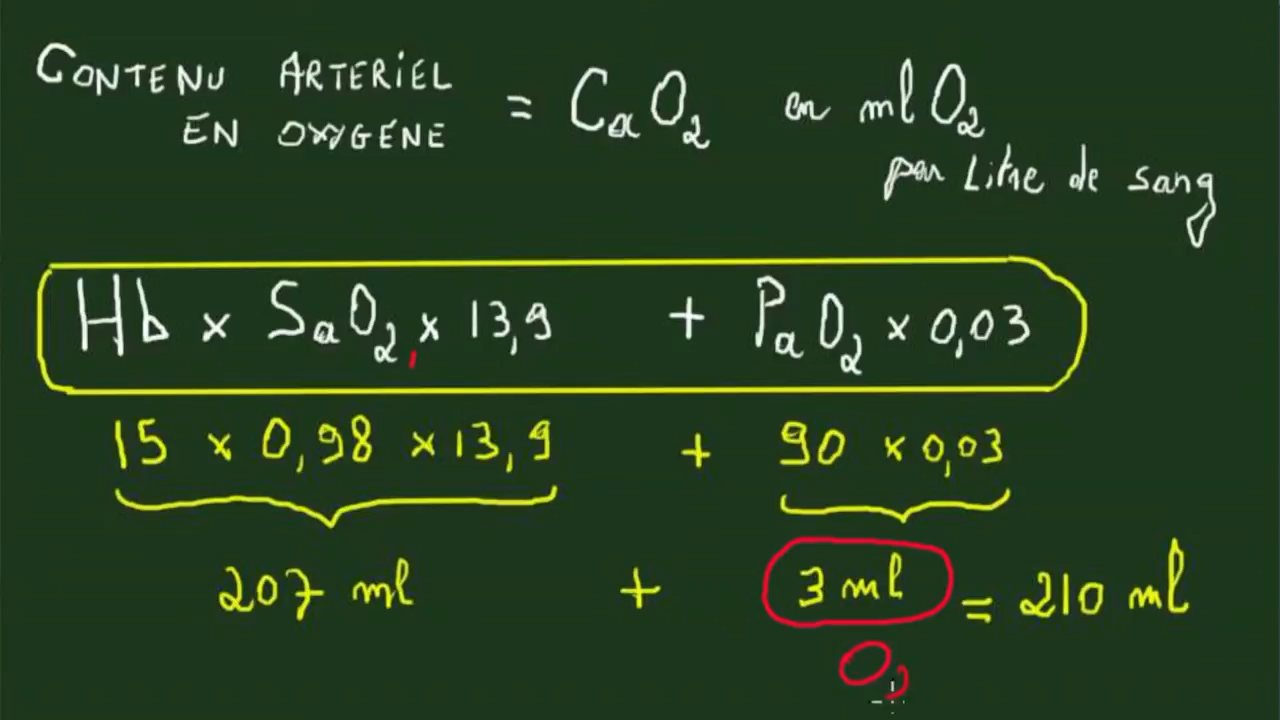 CONTENU ARTERIEL
EN OXYGENE = CaO2 en ml O2
par Litre de sang
Hb x SaO2 x 13,9 + PaO2 x 0,03
15 x 0,98 x 13,9 + 90 x 0,03
207 ml + 3 ml = 210 ml
O2